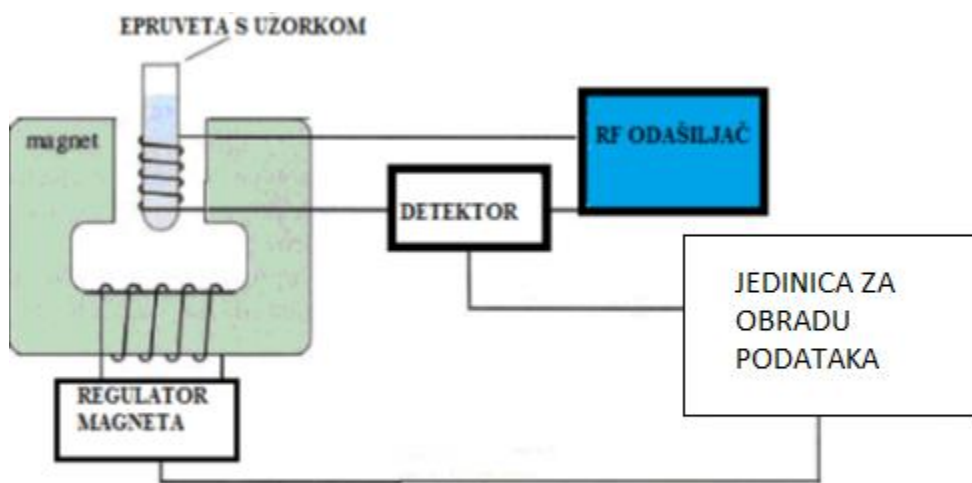 EPRUVETA S UZORKOM
magnet
RF ODAŠILJAČ
DETEKTOR
JEDINICA ZA
OBRADU
PODATAKA
REGULATOR
MAGNETA